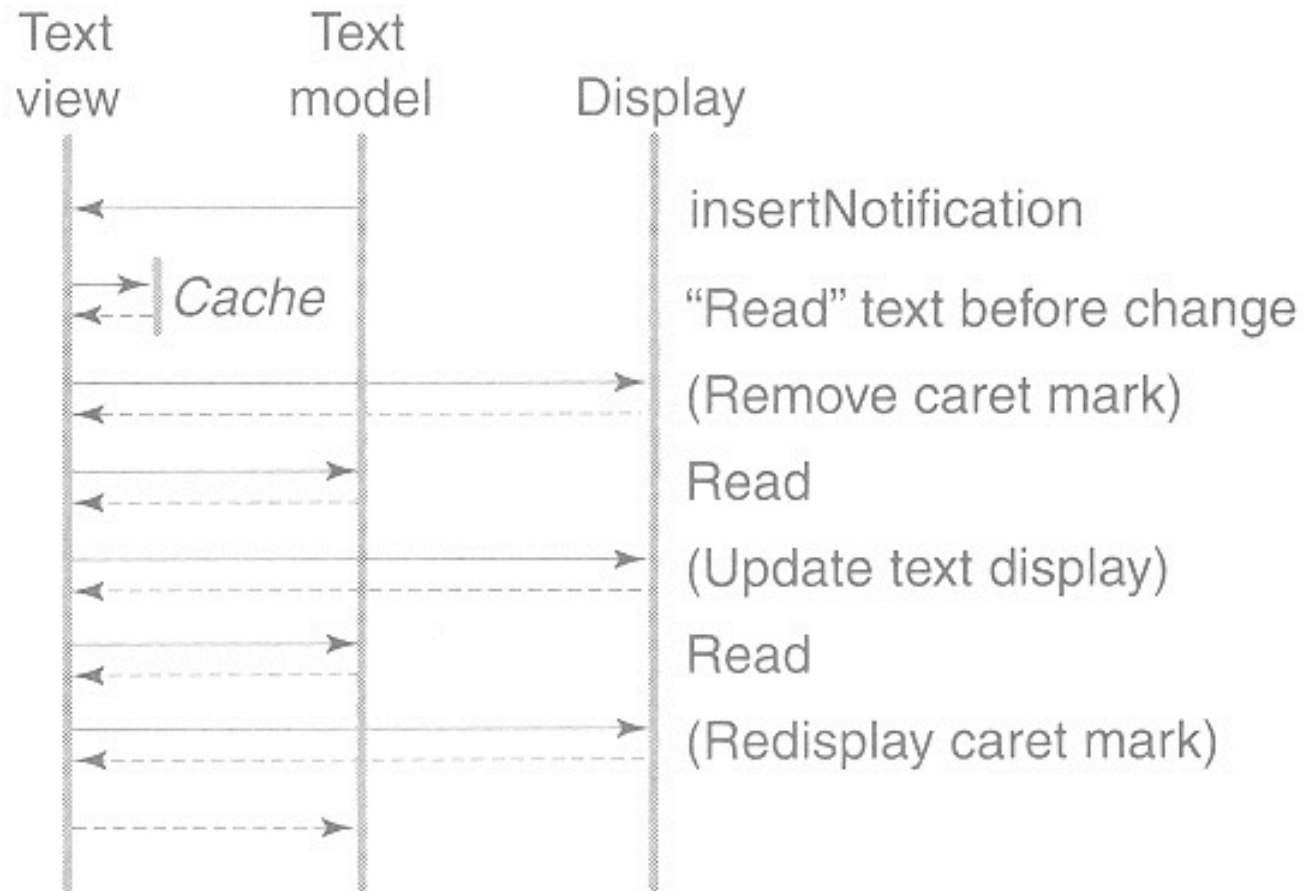 Text
view
Text
model
Display
insertNotification
Cache
“Read” text before change
(Remove caret mark)
Read
(Update text display)
Read
(Redisplay caret mark)